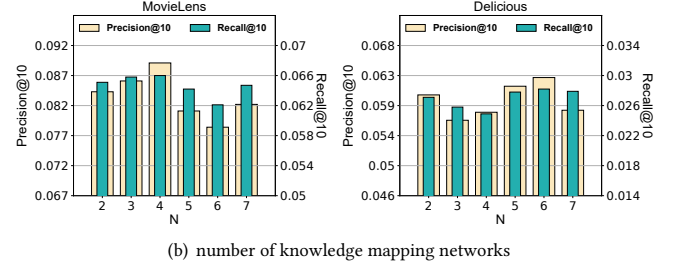 MovieLens
Precision@10 Recall@10
0.092
0.087
0.082
0.077
0.072
0.067
Precision@10
0.07
0.066
0.062
0.058
0.054
0.05
Recall@10
2 3 4 5 6 7
N
Delicious
Precision@10 Recall@10
0.068
0.063
0.059
0.054
0.05
0.046
Precision@10
0.034
0.03
0.026
0.022
0.018
0.014
Recall@10
2 3 4 5 6 7
N
(b) number of knowledge mapping networks